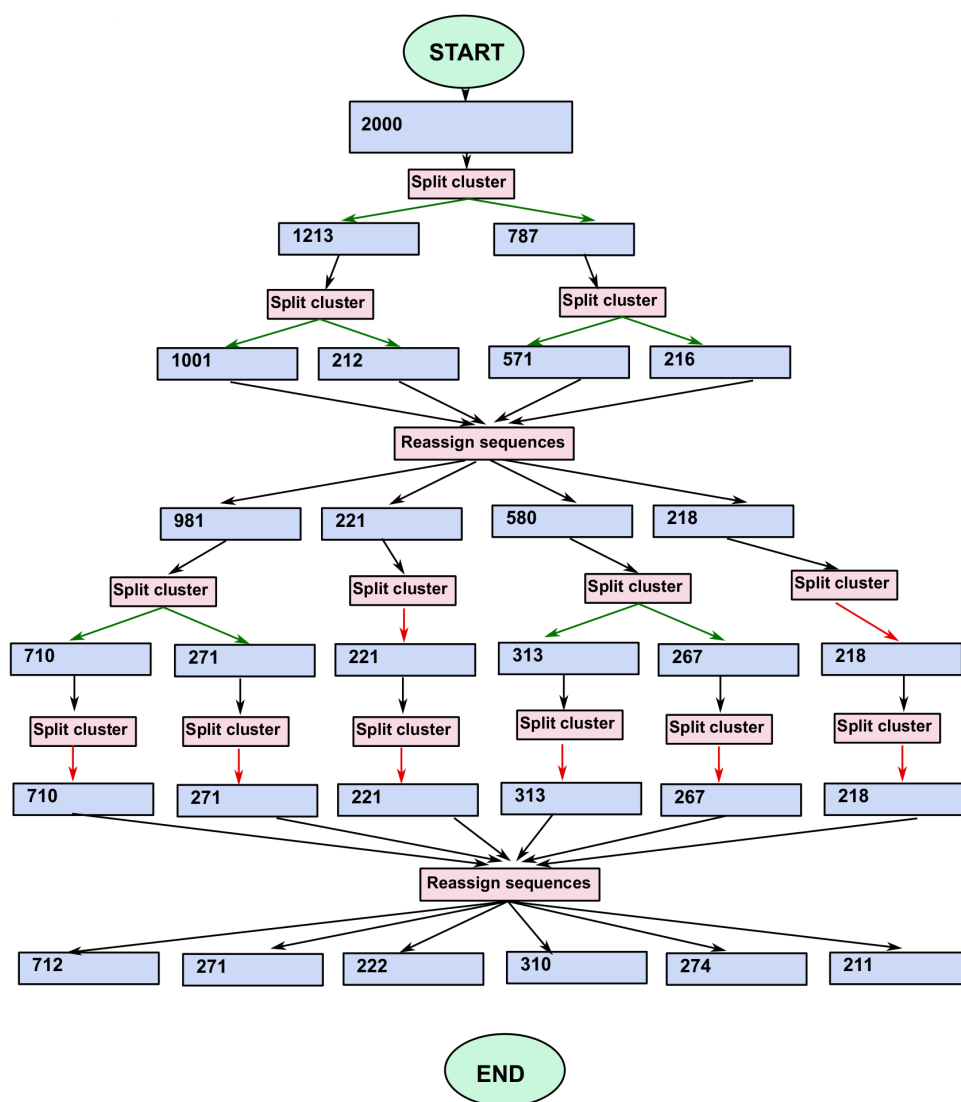 START
2000
Split cluster
1213
787
Split cluster
Split cluster
1001
212
571
216
Reassign sequences
981
221
580
218
Split cluster
Split cluster
Split cluster
Split cluster
710
271
221
313
267
218
Split cluster
Split cluster
Split cluster
Split cluster
Split cluster
Split cluster
710
271
221
313
267
218
Reassign sequences
712
271
222
310
274
211
END